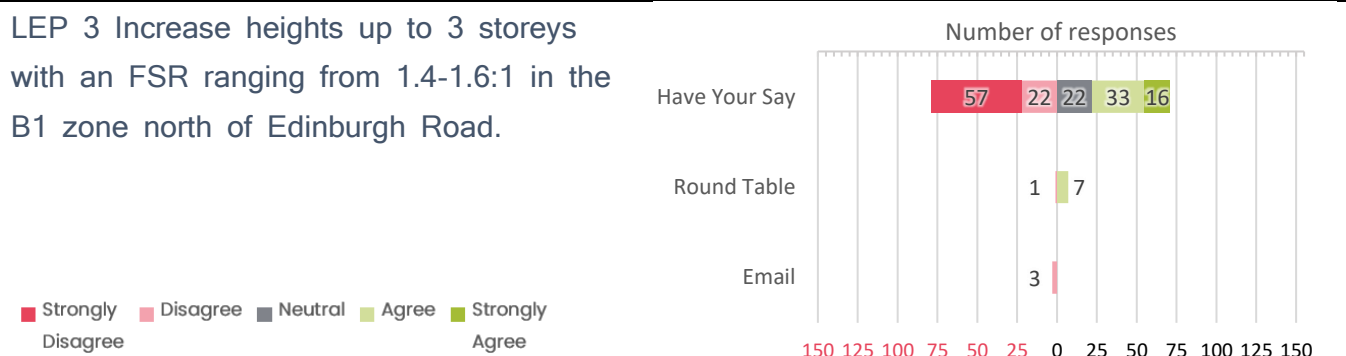 LEP 3 Increase heights up to 3 storeys
with an FSR ranging from 1.4-1.6:1 in the
B1 zone north of Edinburgh Road.
Strongly Disagree
Disagree
Neutral
Agree
Strongly Agree
Number of responses
Have Your Say
57 22 22 33 16
Round Table
1 7
Email
3
150 125 100 75 50 25 0 25 50 75 100 125 150